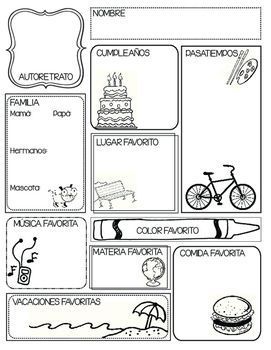 NOMBRE
AUTORETRATO
CUMPLEAÑOS
PASATIEMPOS
FAMILIA
Mamá Papá
Hermanos:
Mascota
LUGAR FAVORITO
MÚSICA FAVORITA
COLOR FAVORITO
MATERIA FAVORITA
COMIDA FAVORITA
VACACIONES FAVORITAS